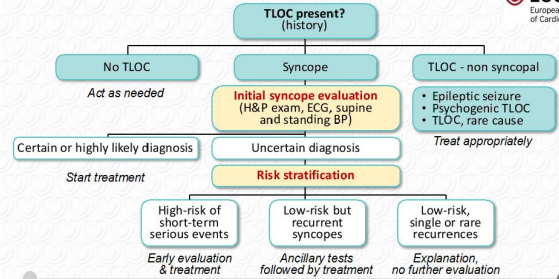 TLOC present?
(history)
European
of Cardi
No TLOC
Syncope
TLOC - non syncopal
Act as needed
Initial syncope evaluation
(H&P exam, ECG, supine
and standing BP)
• Epileptic seizure
• Psychogenic TLOC
• TLOC, rare cause
Treat appropriately
Certain or highly likely diagnosis
Uncertain diagnosis
Start treatment
Risk stratification
High-risk of
short-term
serious events
Low-risk but
recurrent
syncopes
Low-risk,
single or rare
recurrences
Early evaluation
& treatment
Ancillary tests
followed by treatment
Explanation,
no further evaluation